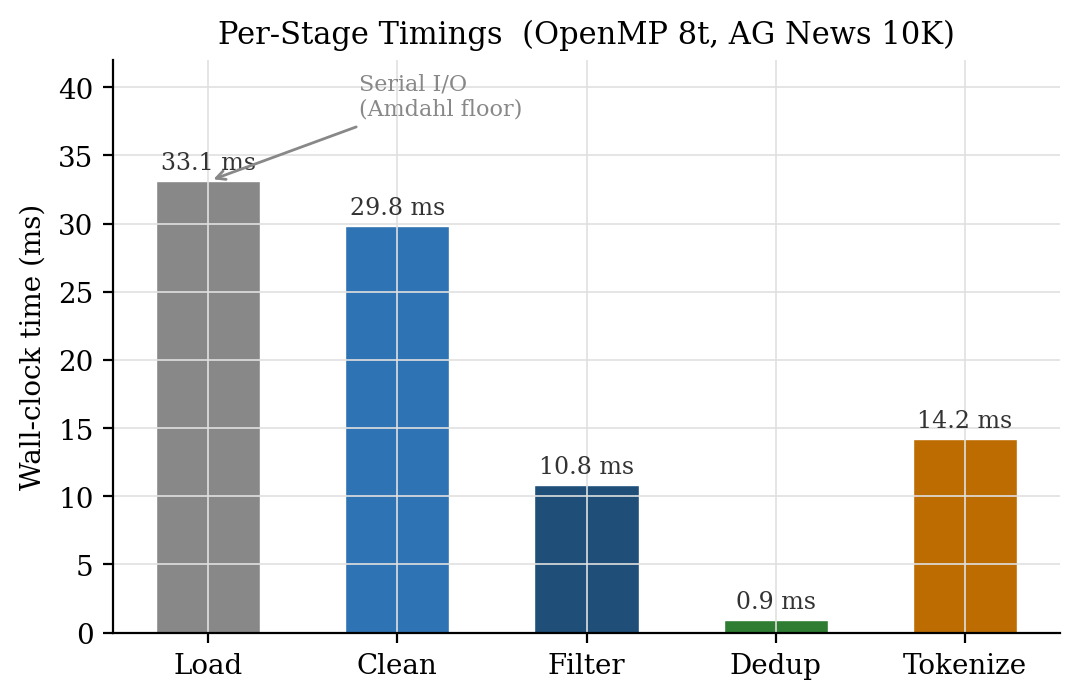 Per-Stage Timings (OpenMP 8t, AG News 10K)
Serial I/O
(Amdahl floor)
33.1 ms
29.8 ms
10.8 ms
0.9 ms
14.2 ms
Wall-clock time (ms)
40
35
30
25
20
15
10
5
0
Load
Clean
Filter
Dedup
Tokenize